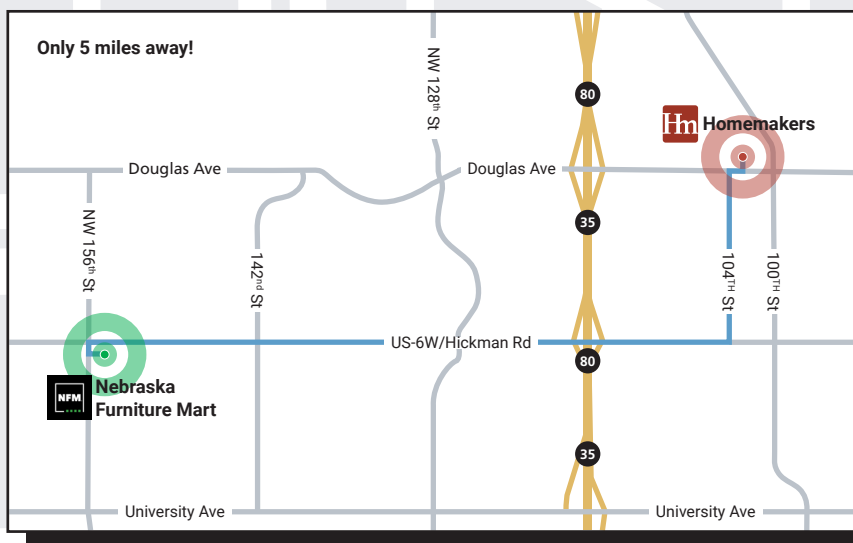 Only 5 miles away!
NW 128th St
80
Hm Homemakers
Douglas Ave
Douglas Ave
35
NW 156th St
142nd St
104TH St
100TH St
US-6W/Hickman Rd
80
NFM
Nebraska
Furniture Mart
35
University Ave
University Ave